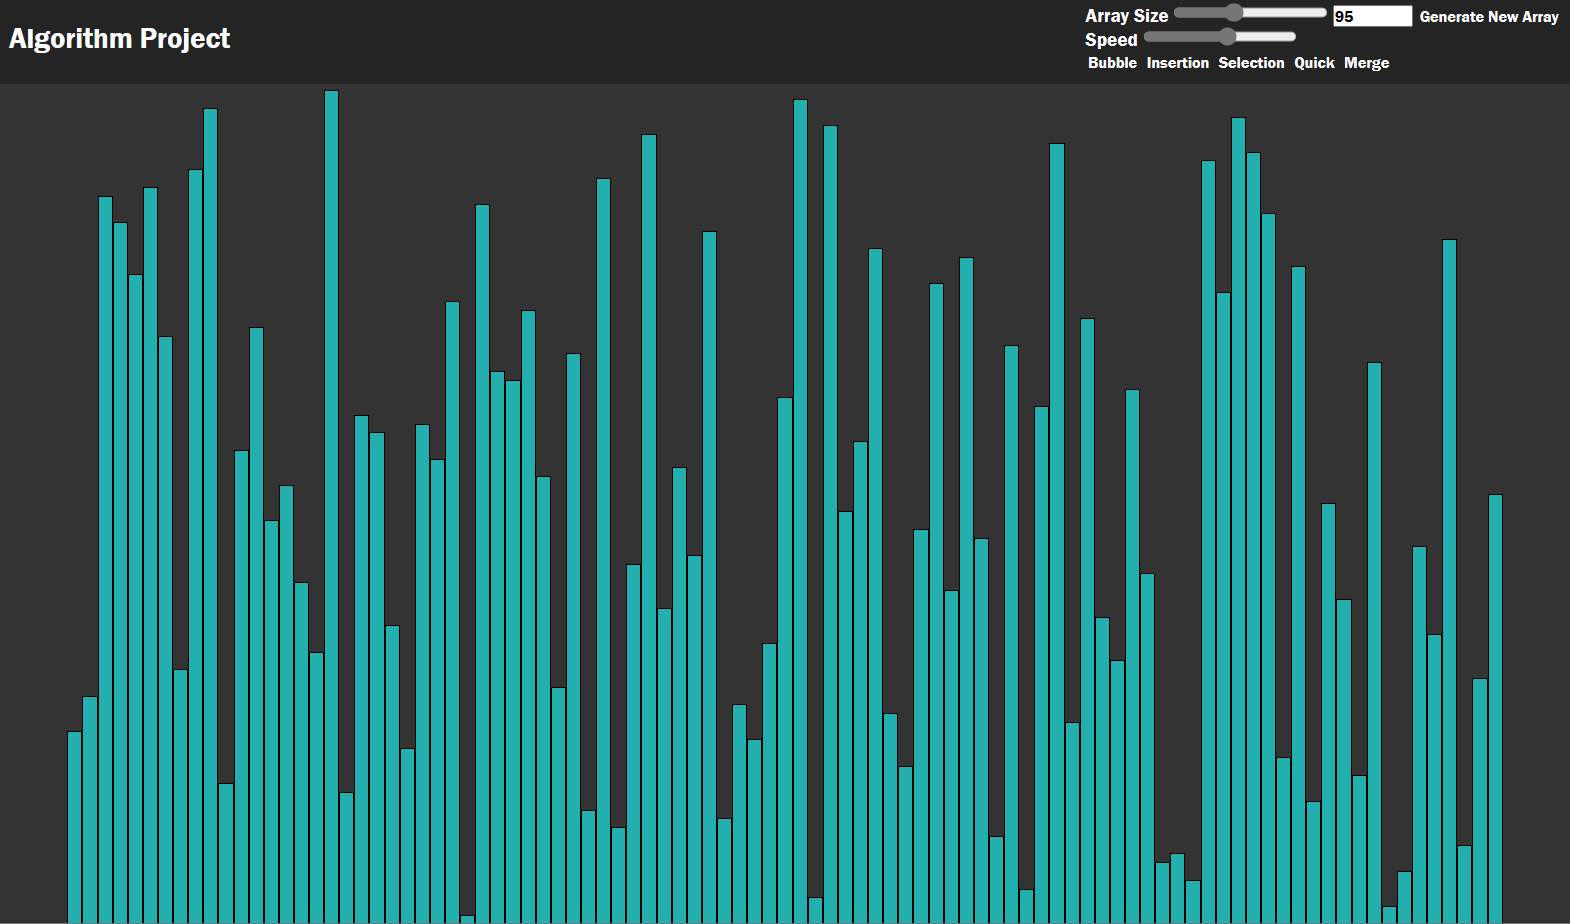 Algorithm Project
Array Size 95 Generate New Array
Speed
Bubble Insertion Selection Quick Merge